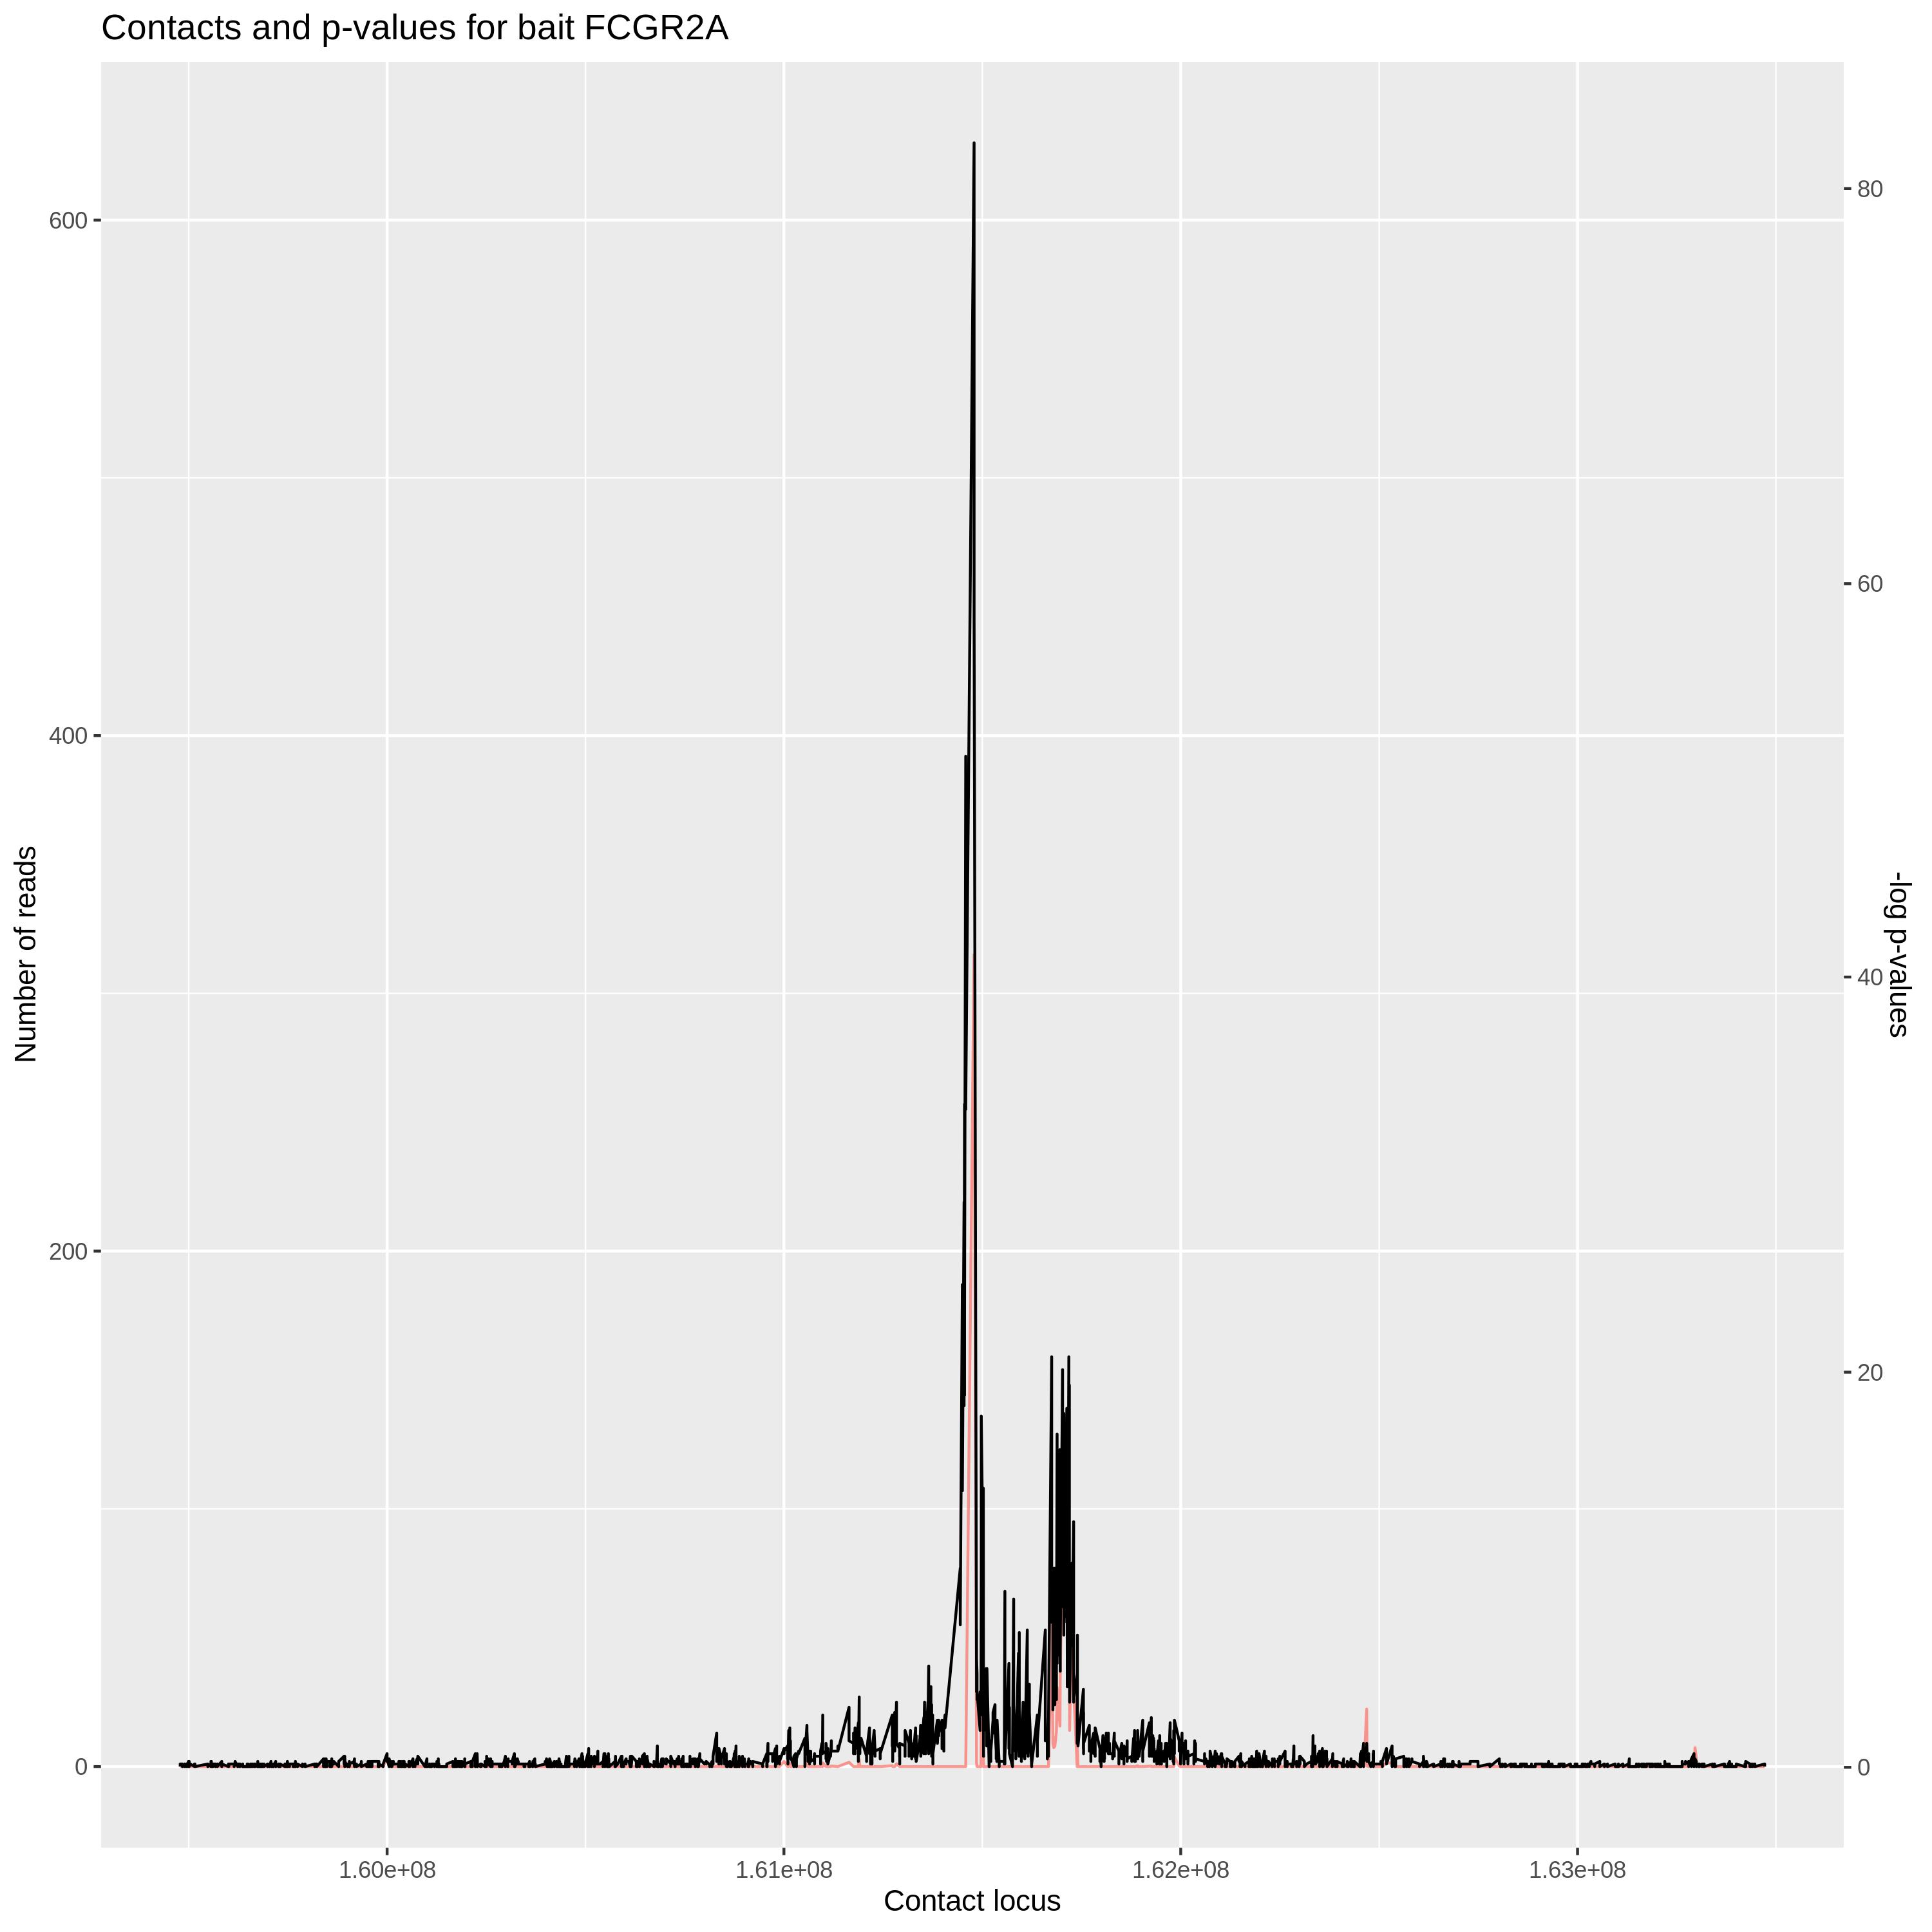 Contacts and p-values for bait FCGR2A
600
400
200
0
Number of reads
80
60
40
20
0
-log p-values
1.60e+08
1.61e+08
1.62e+08
1.63e+08
Contact locus